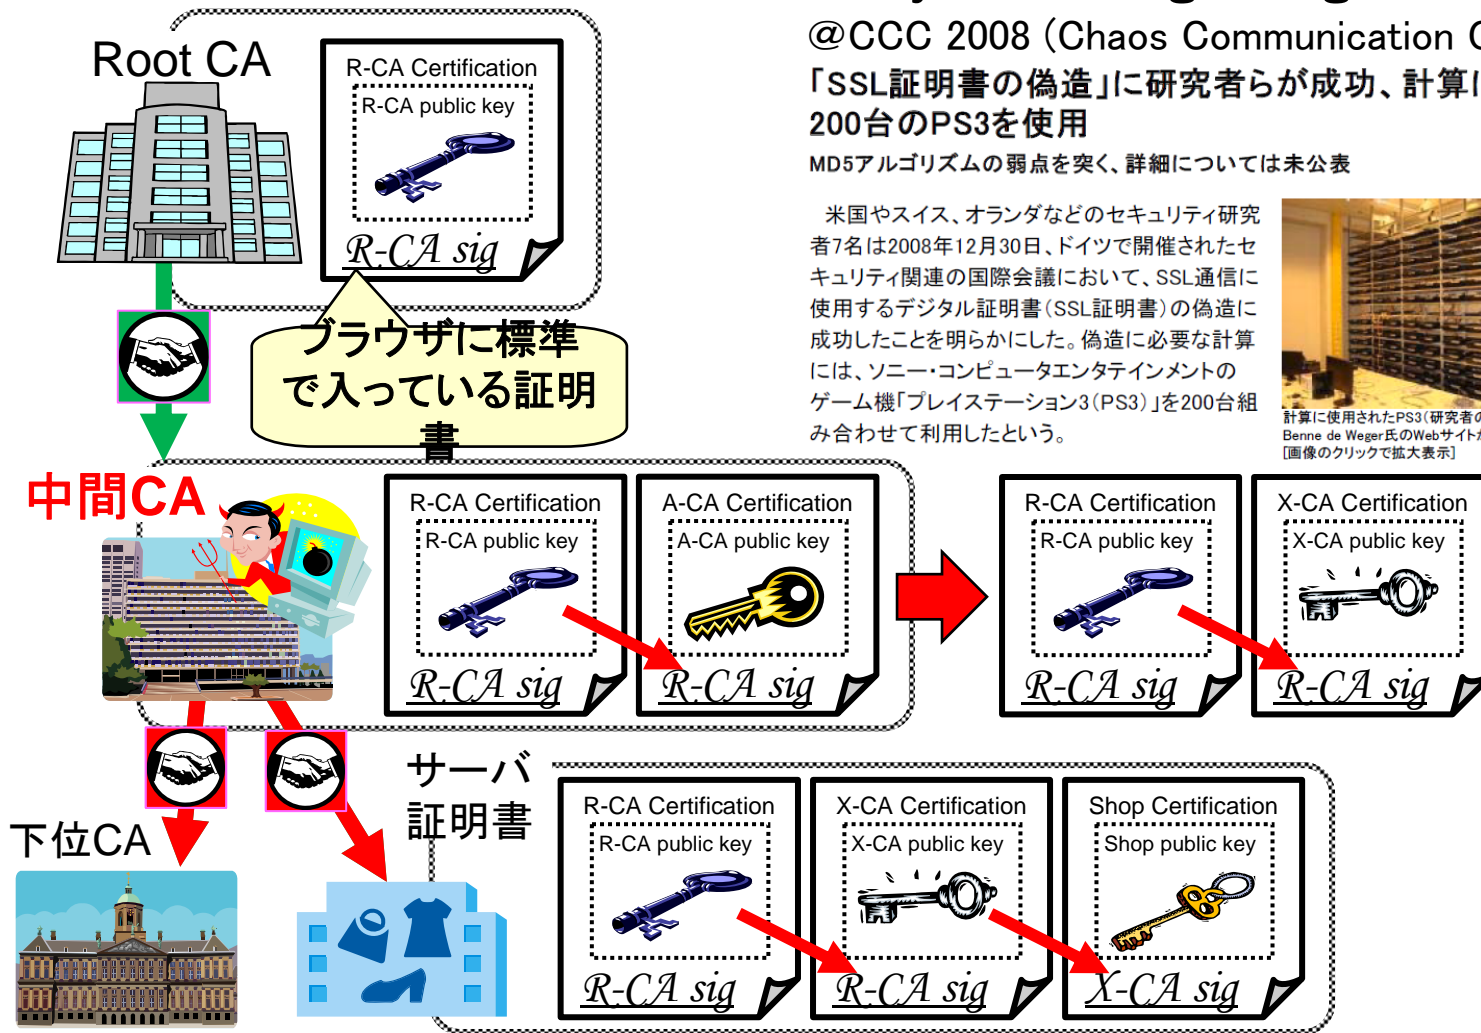 @CCC 2008 (Chaos Communication
「SSL証明書の偽造」に研究者らが成功、計算に
200台のPS3を使用
MD5アルゴリズムの弱点を突く、詳細については未公表
米国やスイス、オランダなどのセキュリティ研究
者7名は2008年12月30日、ドイツで開催されたセ
キュリティ関連の国際会議において、SSL通信に
使用するデジタル証明書(SSL証明書)の偽造に
成功したことを明らかにした。偽造に必要な計算
には、ソニー・コンピュータエンタテインメントの
ゲーム機「プレイステーション3(PS3)」を200台組
み合わせて利用したという。
計算に使用されたPS3(研究者の
Benne de Weger氏のWebサイトか
[画像のクリックで拡大表示]
Root CA
R-CA Certification
R-CA public key
R-CA sig
ブラウザに標準
で入っている証明
書
中間CA
R-CA Certification
R-CA public key
R-CA sig
A-CA Certification
A-CA public key
R-CA sig
R-CA Certification
R-CA public key
R-CA sig
X-CA Certification
X-CA public key
R-CA sig
下位CA
サーバ
証明書
R-CA Certification
R-CA public key
R-CA sig
X-CA Certification
X-CA public key
R-CA sig
Shop Certification
Shop public key
X-CA sig